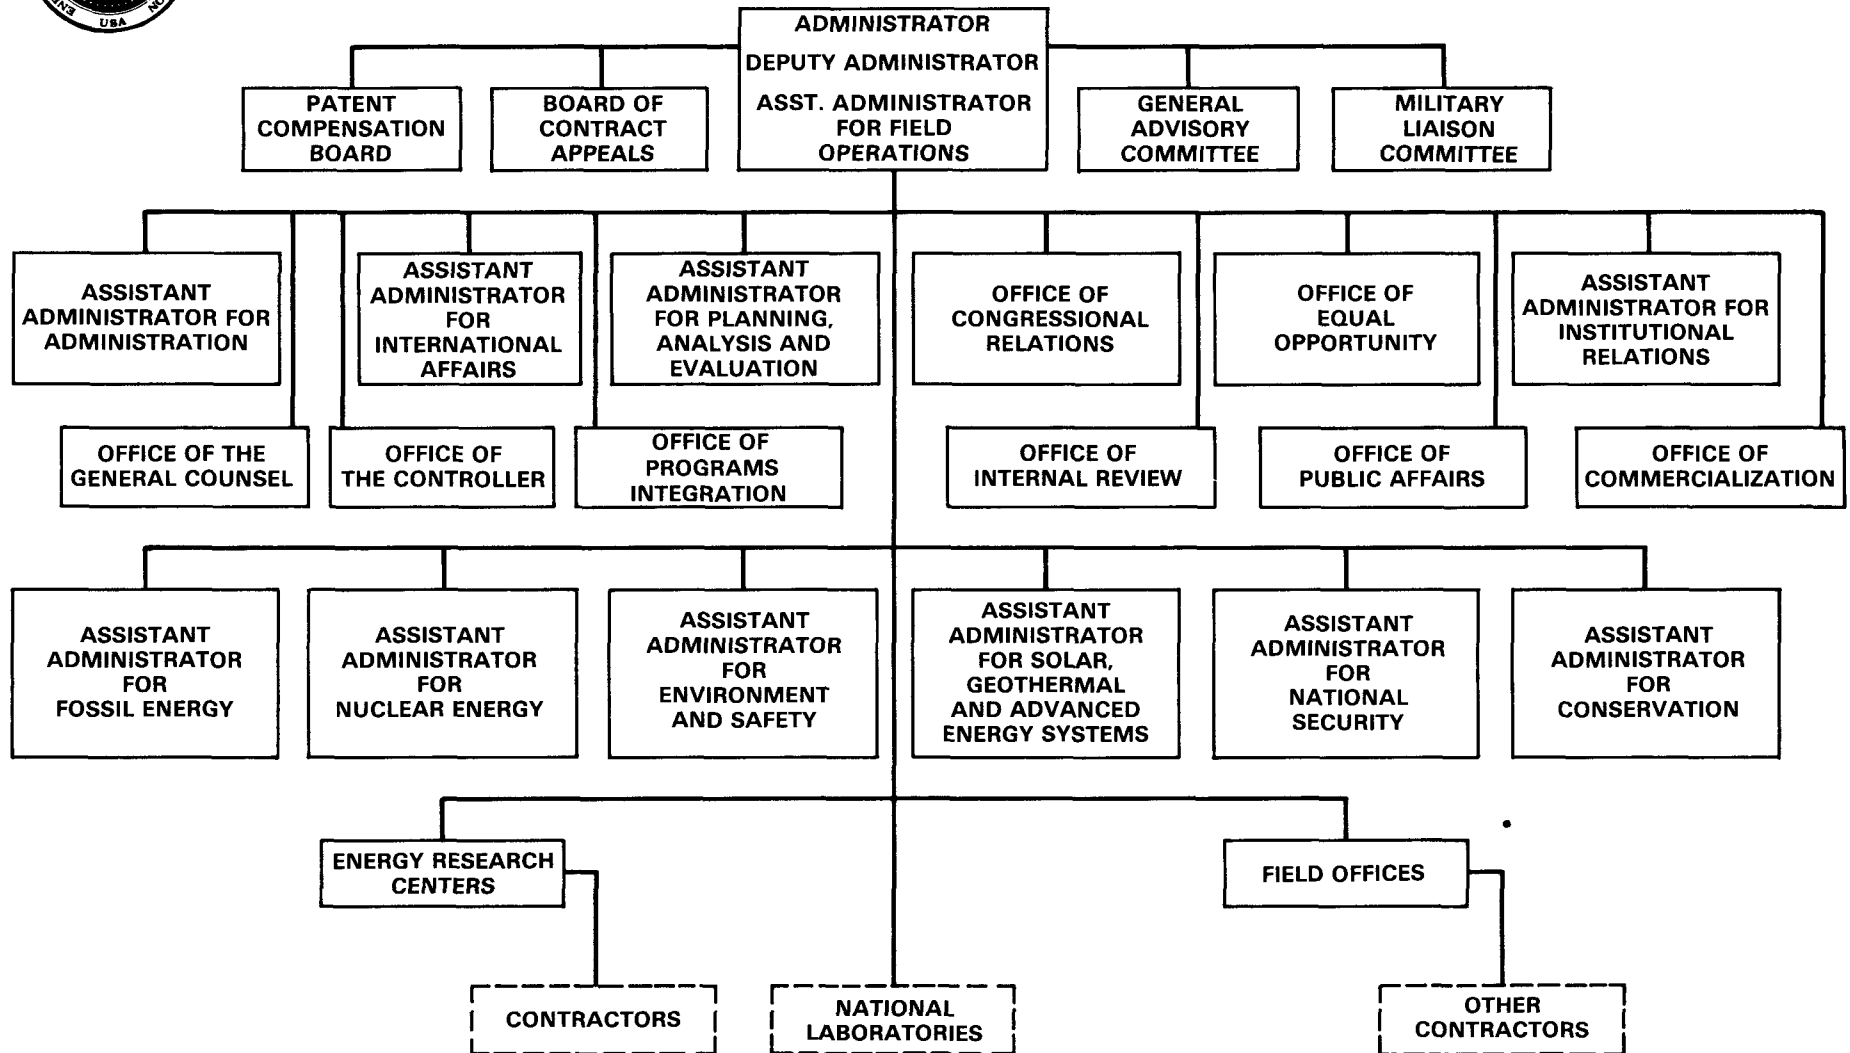 ENE
USA
ION
ADMINISTRATOR
DEPUTY ADMINISTRATOR
ASST. ADMINISTRATOR
FOR FIELD
OPERATIONS
PATENT
COMPENSATION
BOARD
BOARD OF
CONTRACT
APPEALS
GENERAL
ADVISORY
COMMITTEE
MILITARY
LIAISON
COMMITTEE
ASSISTANT
ADMINISTRATOR FOR
ADMINISTRATION
ASSISTANT
ADMINISTRATOR
FOR
INTERNATIONAL
AFFAIRS
ASSISTANT
ADMINISTRATOR
FOR PLANNING,
ANALYSIS AND
EVALUATION
OFFICE OF
CONGRESSIONAL
RELATIONS
OFFICE OF
EQUAL
OPPORTUNITY
ASSISTANT
ADMINISTRATOR FOR
INSTITUTIONAL
RELATIONS
OFFICE OF THE
GENERAL COUNSEL
OFFICE OF
THE CONTROLLER
OFFICE OF
PROGRAMS
INTEGRATION
OFFICE OF
INTERNAL REVIEW
OFFICE OF
PUBLIC AFFAIRS
OFFICE OF
COMMERCIALIZATION
ASSISTANT
ADMINISTRATOR
FOR
FOSSIL ENERGY
ASSISTANT
ADMINISTRATOR
FOR
NUCLEAR ENERGY
ASSISTANT
ADMINISTRATOR
FOR
ENVIRONMENT
AND SAFETY
ASSISTANT
ADMINISTRATOR
FOR SOLAR,
GEOTHERMAL
AND ADVANCED
ENERGY SYSTEMS
ASSISTANT
ADMINISTRATOR
FOR
NATIONAL
SECURITY
ASSISTANT
ADMINISTRATOR
FOR
CONSERVATION
ENERGY RESEARCH
CENTERS
FIELD OFFICES
CONTRACTORS
NATIONAL
LABORATORIES
OTHER
CONTRACTORS